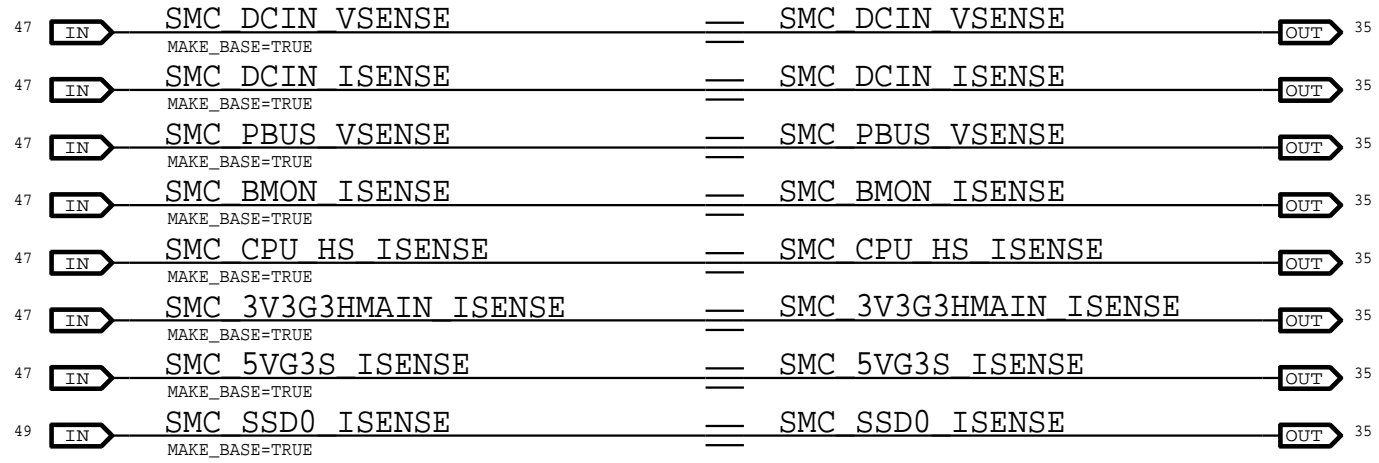 47 IN SMC_DCIN_VSENSE SMC_DCIN_VSENSE OUT 35
MAKE_BASE=TRUE
47 IN SMC_DCIN_ISENSE SMC_DCIN_ISENSE OUT 35
MAKE_BASE=TRUE
47 IN SMC_PBUS_VSENSE SMC_PBUS_VSENSE OUT 35
MAKE_BASE=TRUE
47 IN SMC_BMON_ISENSE SMC_BMON_ISENSE OUT 35
MAKE_BASE=TRUE
47 IN SMC_CPU_HS_ISENSE SMC_CPU_HS_ISENSE OUT 35
MAKE_BASE=TRUE
47 IN SMC_3V3G3HMAIN_ISENSE SMC_3V3G3HMAIN_ISENSE OUT 35
MAKE_BASE=TRUE
47 IN SMC_5VG3S_ISENSE SMC_5VG3S_ISENSE OUT 35
MAKE_BASE=TRUE
49 IN SMC_SSD0_ISENSE SMC_SSD0_ISENSE OUT 35
MAKE_BASE=TRUE